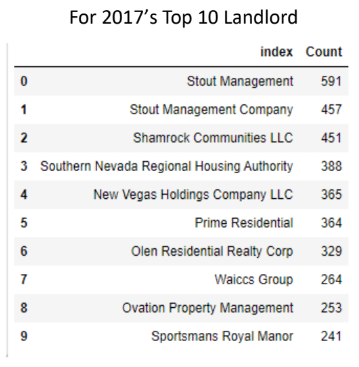 For 2017's Top 10 Landlord
index Count
0 Stout Management 591
1 Stout Management Company 457
2 Shamrock Communities LLC 451
3 Southern Nevada Regional Housing Authority 388
4 New Vegas Holdings Company LLC 365
5 Prime Residential 364
6 Olen Residential Realty Corp 329
7 Waiccs Group 264
8 Ovation Property Management 253
9 Sportsmans Royal Manor 241